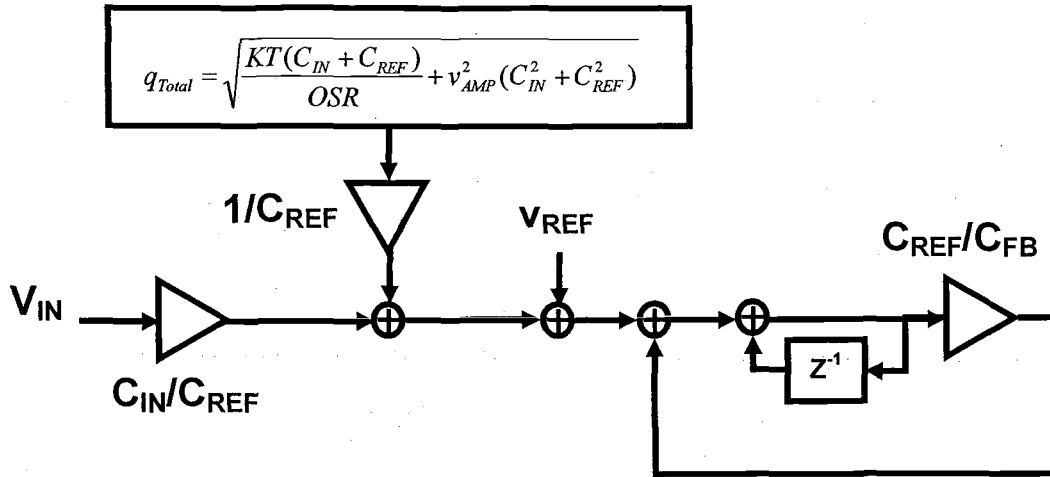 q_Total = √(KT(C_IN + C_REF)/OSR + v²_AMP(C²_IN + C²_REF))
1/C_REF
v_REF
C_REF/C_FB
V_IN
C_IN/C_REF
Z⁻¹